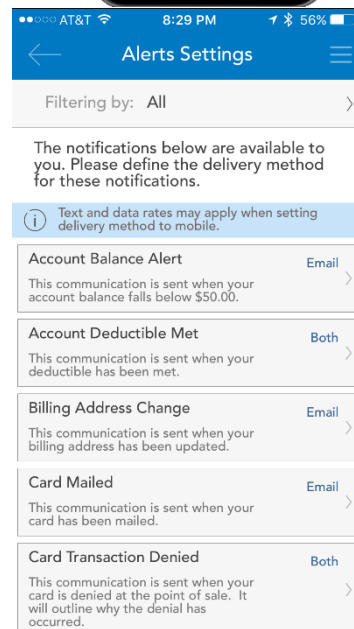 AT&T 8:29 PM 56%
Alerts Settings
Filtering by: All
The notifications below are available to
you. Please define the delivery method
for these notifications.
Text and data rates may apply when setting
delivery method to mobile.
Account Balance Alert Email
This communication is sent when your
account balance falls below $50.00.
Account Deductible Met Both
This communication is sent when your
deductible has been met.
Billing Address Change Email
This communication is sent when your
billing address has been updated.
Card Mailed Email
This communication is sent when your
card has been mailed.
Card Transaction Denied Both
This communication is sent when your
card is denied at the point of sale. It
will outline why the denial has
occurred.